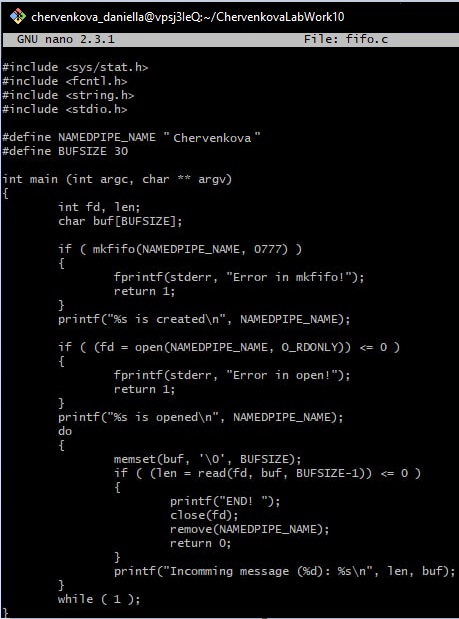 chervenkova_daniella@vpsj3leQ:~/ChervenkovaLabWork10
GNU nano 2.3.1 File: fifo.c
#include <sys/stat.h>
#include <fcntl.h>
#include <string.h>
#include <stdio.h>
#define NAMEDPIPE_NAME "Chervenkova"
#define BUFSIZE 30
int main (int argc, char ** argv)
{
int fd, len;
char buf[BUFSIZE];
if ( mkfifo(NAMEDPIPE_NAME, 0777) )
{
fprintf(stderr, "Error in mkfifo!");
return 1;
}
printf("%s is created\n", NAMEDPIPE_NAME);
if ( (fd = open(NAMEDPIPE_NAME, O_RDONLY)) <= 0 )
{
fprintf(stderr, "Error in open!");
return 1;
}
printf("%s is opened\n", NAMEDPIPE_NAME);
do
{
memset(buf, '\0', BUFSIZE);
if ( (len = read(fd, buf, BUFSIZE-1)) <= 0 )
{
printf("END! ");
close(fd);
remove(NAMEDPIPE_NAME);
return 0;
}
printf("Incomming message (%d): %s\n", len, buf);
}
while ( 1 );
}